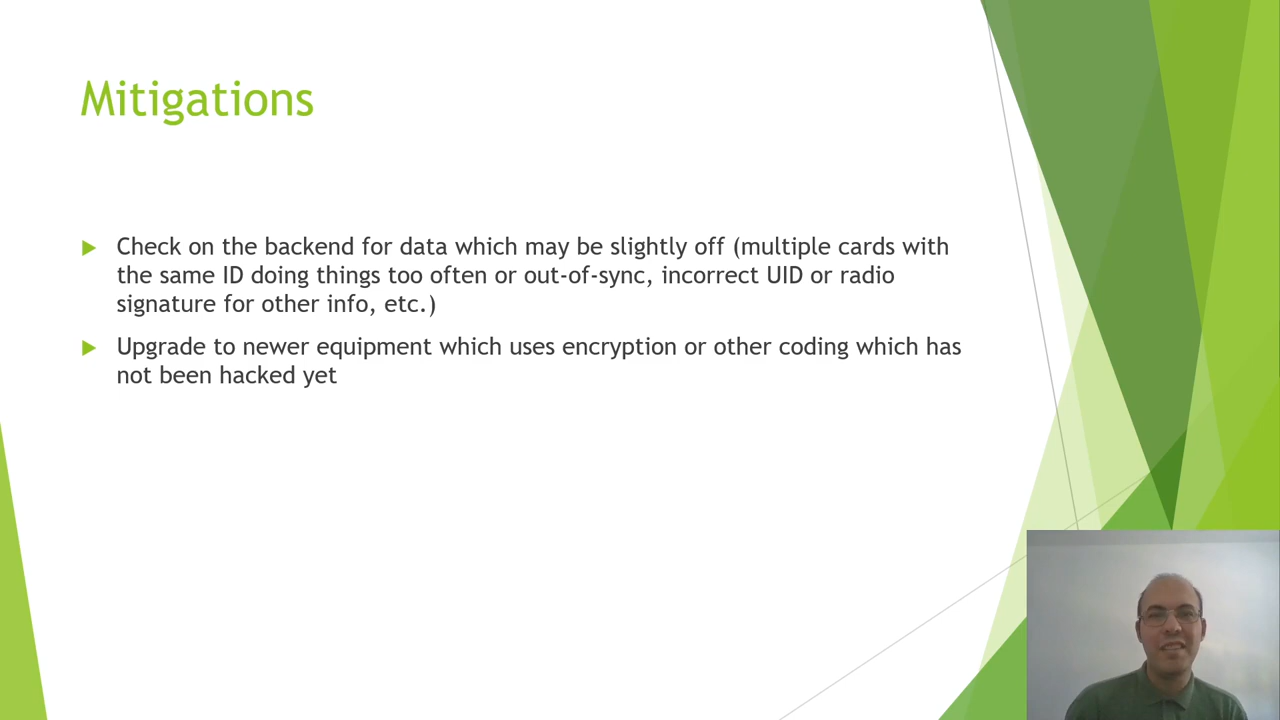 Mitigations
Check on the backend for data which may be slightly off (multiple cards with
the same ID doing things too often or out-of-sync, incorrect UID or radio
signature for other info, etc.)
Upgrade to newer equipment which uses encryption or other coding which has
not been hacked yet